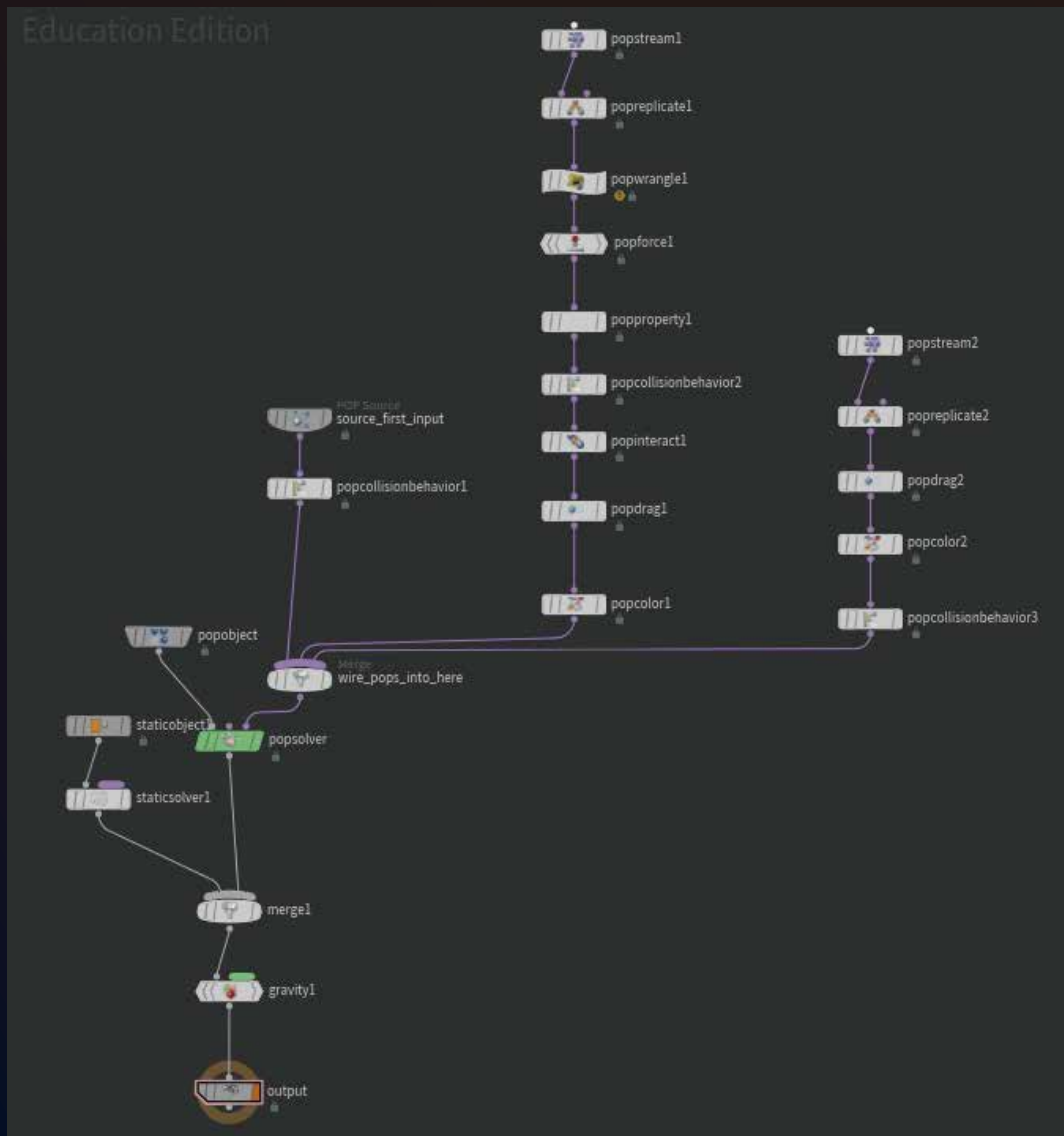 Education Edition
popstream1
popreplicate1
popwrangle1
popforce1
popproperty1
popstream2
popcollisionbehavior2
POP Source
source_first_input
popreplicate2
popinteract1
popcollisionbehavior1
popdrag2
popdrag1
popcolor2
popcolor1
popcollisionbehavior3
popobject
Merge
wire_pops_into_here
staticobject1
popsolver
staticsolver1
merge1
gravity1
output